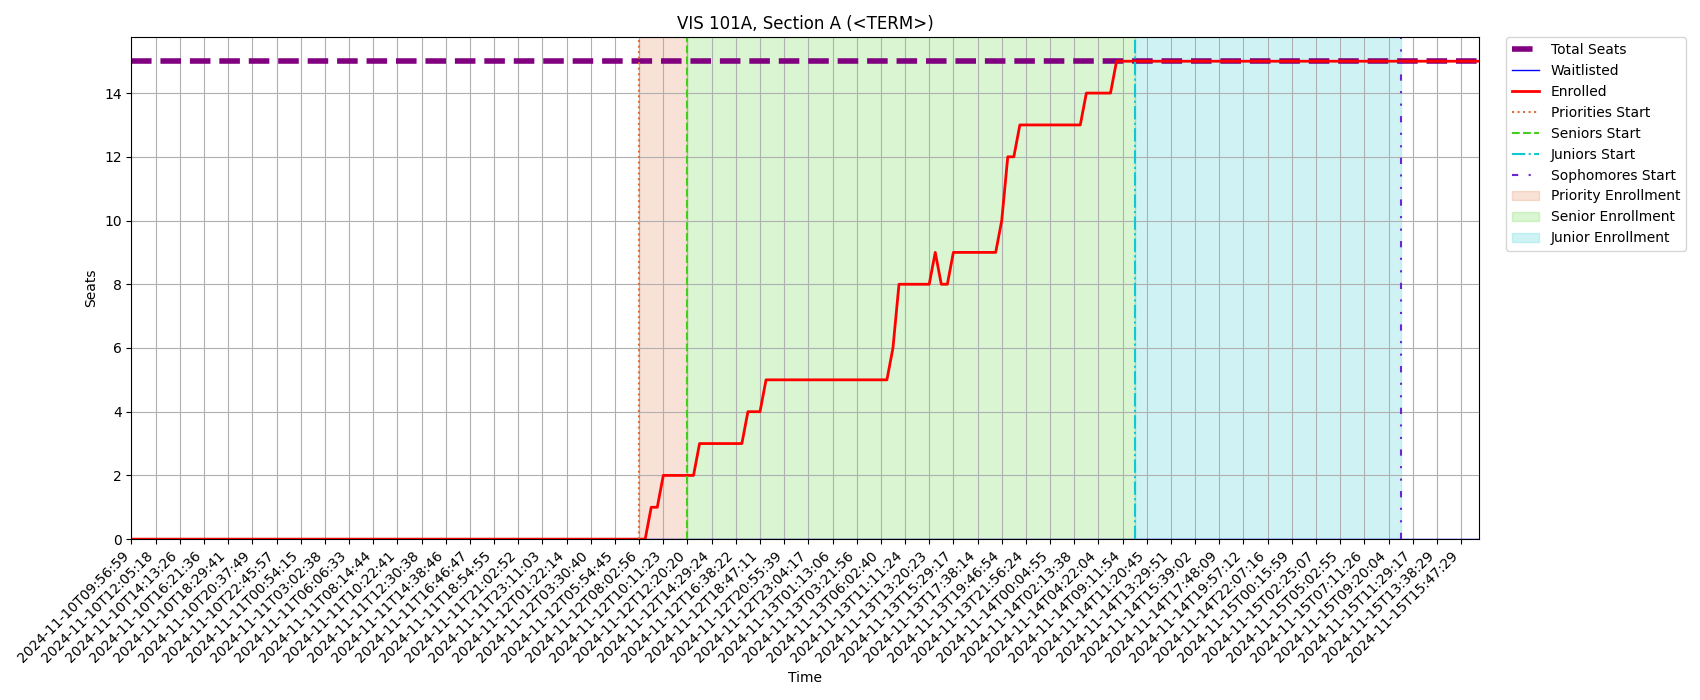 VIS 101A, Section A (<TERM>)
Seats
14
12
10
8
6
4
2
0
2024-11-10T09:56:59
2024-11-10T12:05:18
2024-11-10T14:13:26
2024-11-10T16:21:36
2024-11-10T18:29:41
2024-11-10T20:37:49
2024-11-10T22:45:57
2024-11-11T00:54:15
2024-11-11T03:02:38
2024-11-11T06:06:33
2024-11-11T08:14:44
2024-11-11T10:22:41
2024-11-11T12:30:38
2024-11-11T14:38:46
2024-11-11T16:46:47
2024-11-11T18:54:55
2024-11-11T21:02:52
2024-11-11T23:11:03
2024-11-12T01:22:14
2024-11-12T03:30:40
2024-11-12T05:54:45
2024-11-12T08:02:56
2024-11-12T10:11:23
2024-11-12T12:20:20
2024-11-12T14:29:24
2024-11-12T16:38:22
2024-11-12T18:47:11
2024-11-12T20:55:39
2024-11-12T23:04:17
2024-11-13T01:13:06
2024-11-13T03:21:56
2024-11-13T06:02:40
2024-11-13T11:11:24
2024-11-13T13:20:23
2024-11-13T15:29:17
2024-11-13T17:38:14
2024-11-13T19:46:54
2024-11-13T21:56:24
2024-11-14T00:04:55
2024-11-14T02:13:38
2024-11-14T04:22:04
2024-11-14T09:11:54
2024-11-14T11:20:45
2024-11-14T13:29:51
2024-11-14T15:39:02
2024-11-14T17:48:09
2024-11-14T19:57:12
2024-11-14T22:07:16
2024-11-15T00:15:59
2024-11-15T02:25:07
2024-11-15T05:02:55
2024-11-15T07:11:26
2024-11-15T09:20:04
2024-11-15T11:29:17
2024-11-15T13:38:29
2024-11-15T15:47:29
Time
Total Seats
Waitlisted
Enrolled
Priorities Start
Seniors Start
Juniors Start
Sophomores Start
Priority Enrollment
Senior Enrollment
Junior Enrollment